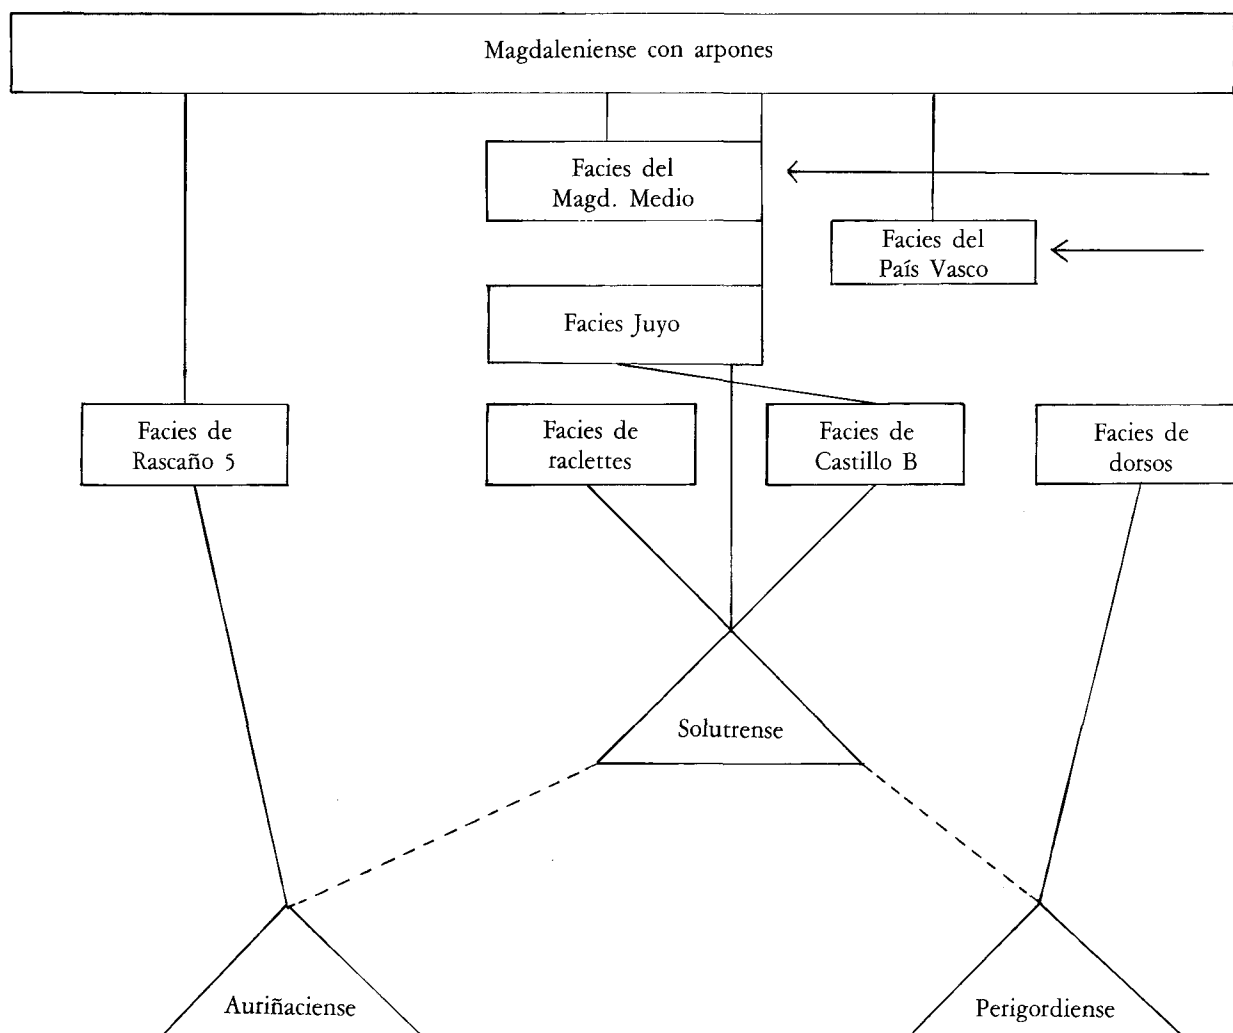 Magdaleniense con arpones
Facies del
Magd. Medio
Facies del
País Vasco
Facies Juyo
Facies de
Rascaño 5
Facies de
raclettes
Facies de
Castillo B
Facies de
dorsos
Solutrense
Auriñaciense
Perigordiense